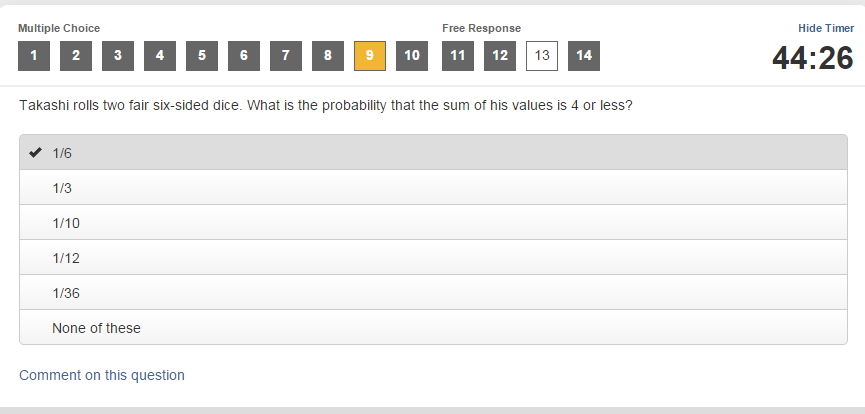 Multiple Choice
Free Response
Hide Timer
1 2 3 4 5 6 7 8 9 10 11 12 13 14
44:26
Takashi rolls two fair six-sided dice. What is the probability that the sum of his values is 4 or less?
1/6
1/3
1/10
1/12
1/36
None of these
Comment on this question